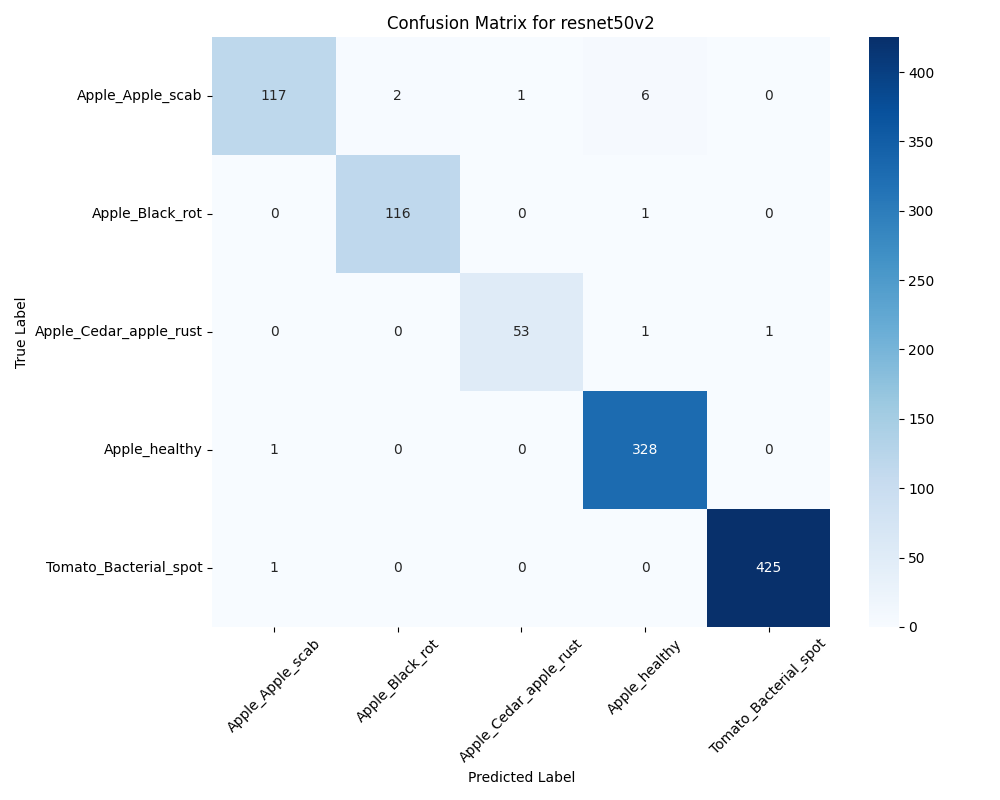 Confusion Matrix for resnet50v2
True Label
Apple_Apple_scab 117 2 1 6 0
Apple_Black_rot 0 116 0 1 0
Apple_Cedar_apple_rust 0 0 53 1 1
Apple_healthy 1 0 0 328 0
Tomato_Bacterial_spot 1 0 0 0 425
Apple_Apple_scab
Apple_Black_rot
Apple_Cedar_apple_rust
Apple_healthy
Tomato_Bacterial_spot
Predicted Label
400
350
300
250
200
150
100
50
0